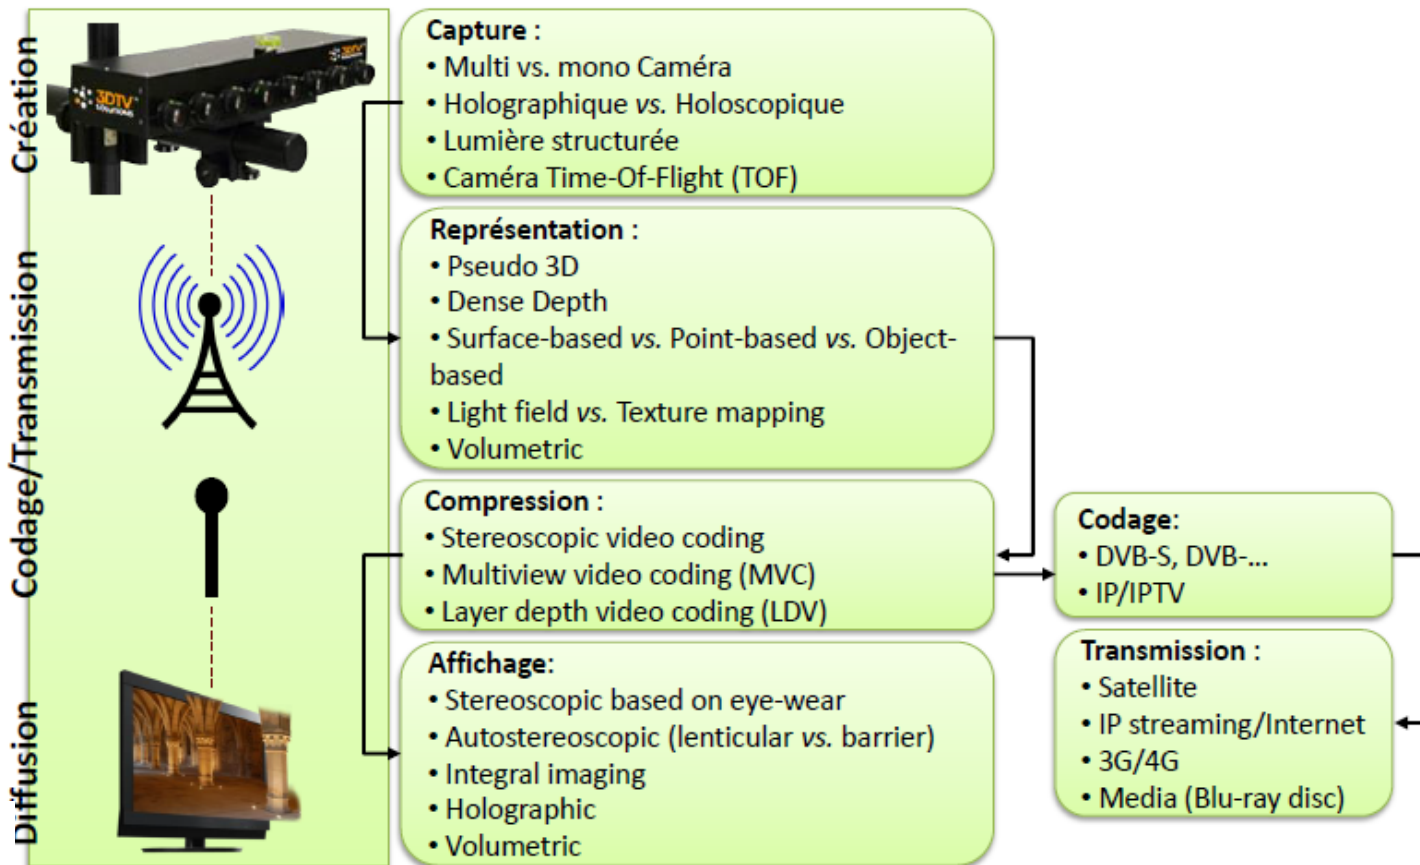 Création
3DTV
SOLUTIONS
3DTV
Capture :
• Multi vs. mono Caméra
• Holographique vs. Holoscopique
• Lumière structurée
• Caméra Time-Of-Flight (TOF)
Codage/Transmission
Représentation :
• Pseudo 3D
• Dense Depth
• Surface-based vs. Point-based vs. Object-
based
• Light field vs. Texture mapping
• Volumetric
Compression :
• Stereoscopic video coding
• Multiview video coding (MVC)
• Layer depth video coding (LDV)
Codage:
• DVB-S, DVB-...
• IP/IPTV
Diffusion
Affichage:
• Stereoscopic based on eye-wear
• Autostereoscopic (lenticular vs. barrier)
• Integral imaging
• Holographic
• Volumetric
Transmission :
• Satellite
• IP streaming/Internet
• 3G/4G
• Media (Blu-ray disc)